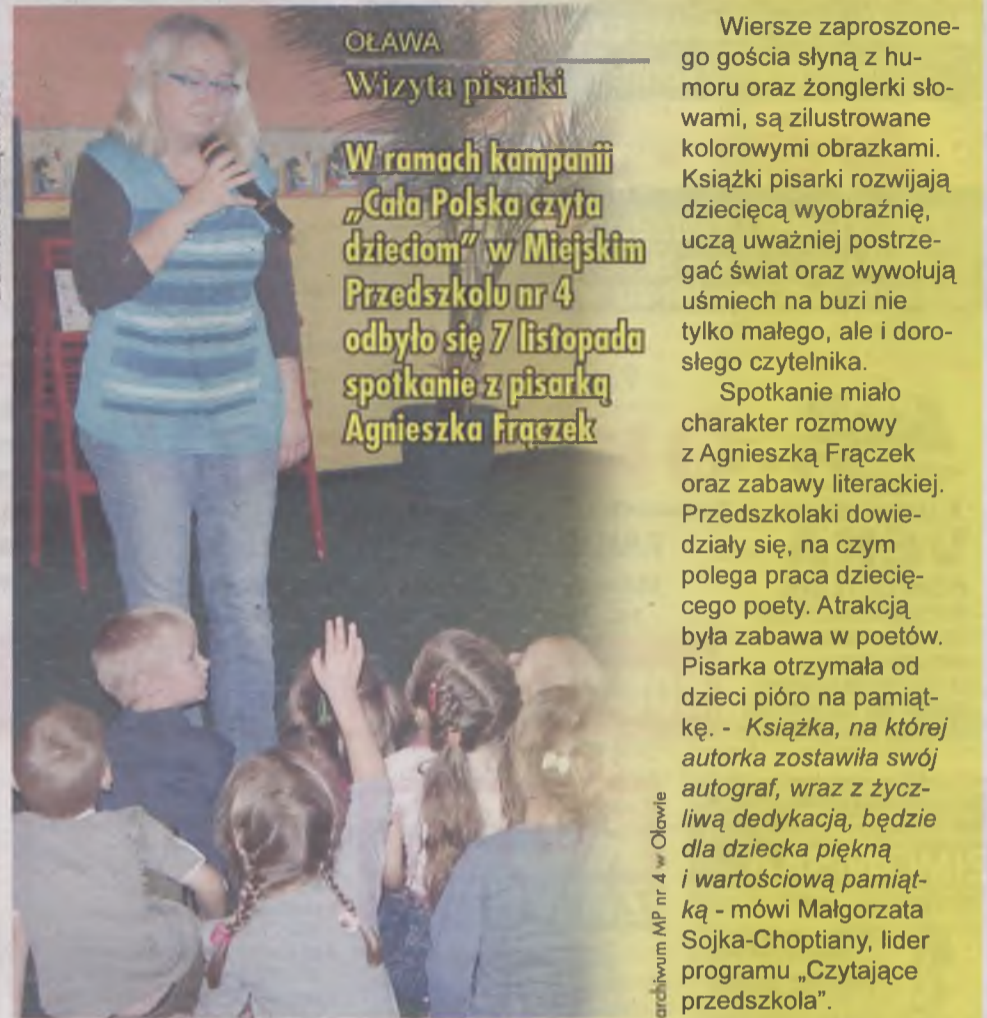 OŁAWA
Wizyta pisarki
W ramach kampanii
„Cała Polska czyta
dzieciom” w Miejskim
Przedszkolu nr 4
odbyło się 7 listopada
spotkanie z pisarką
Agnieszka Frączek
Wiersze zaproszone-
go gościa słyną z hu-
moru oraz żonglerki sło-
wami, są zilustrowane
kolorowymi obrazkami.
Książki pisarki rozwijają
dziecięcą wyobraźnię,
uczą uważniej postrze-
gać świat oraz wywołują
uśmiech na buzi nie
tylko małego, ale i doro-
słego czytelnika.
Spotkanie miało
charakter rozmowy
z Agnieszką Frączek
oraz zabawy literackiej.
Przedszkolaki dowie-
działy się, na czym
polega praca dziecię-
cego poety. Atrakcją
była zabawa w poetów.
Pisarka otrzymała od
dzieci pióro na pamiąt-
kę. - Książka, na której
autorka zostawiła swój
autograf, wraz z życz-
liwą dedykacją, będzie
dla dziecka piękną
i wartościową pamiąt-
ką - mówi Małgorzata
Sojka-Choptiany, lider
programu „Czytające
przedszkola”.
archiwum MP nr 4 w Oławie